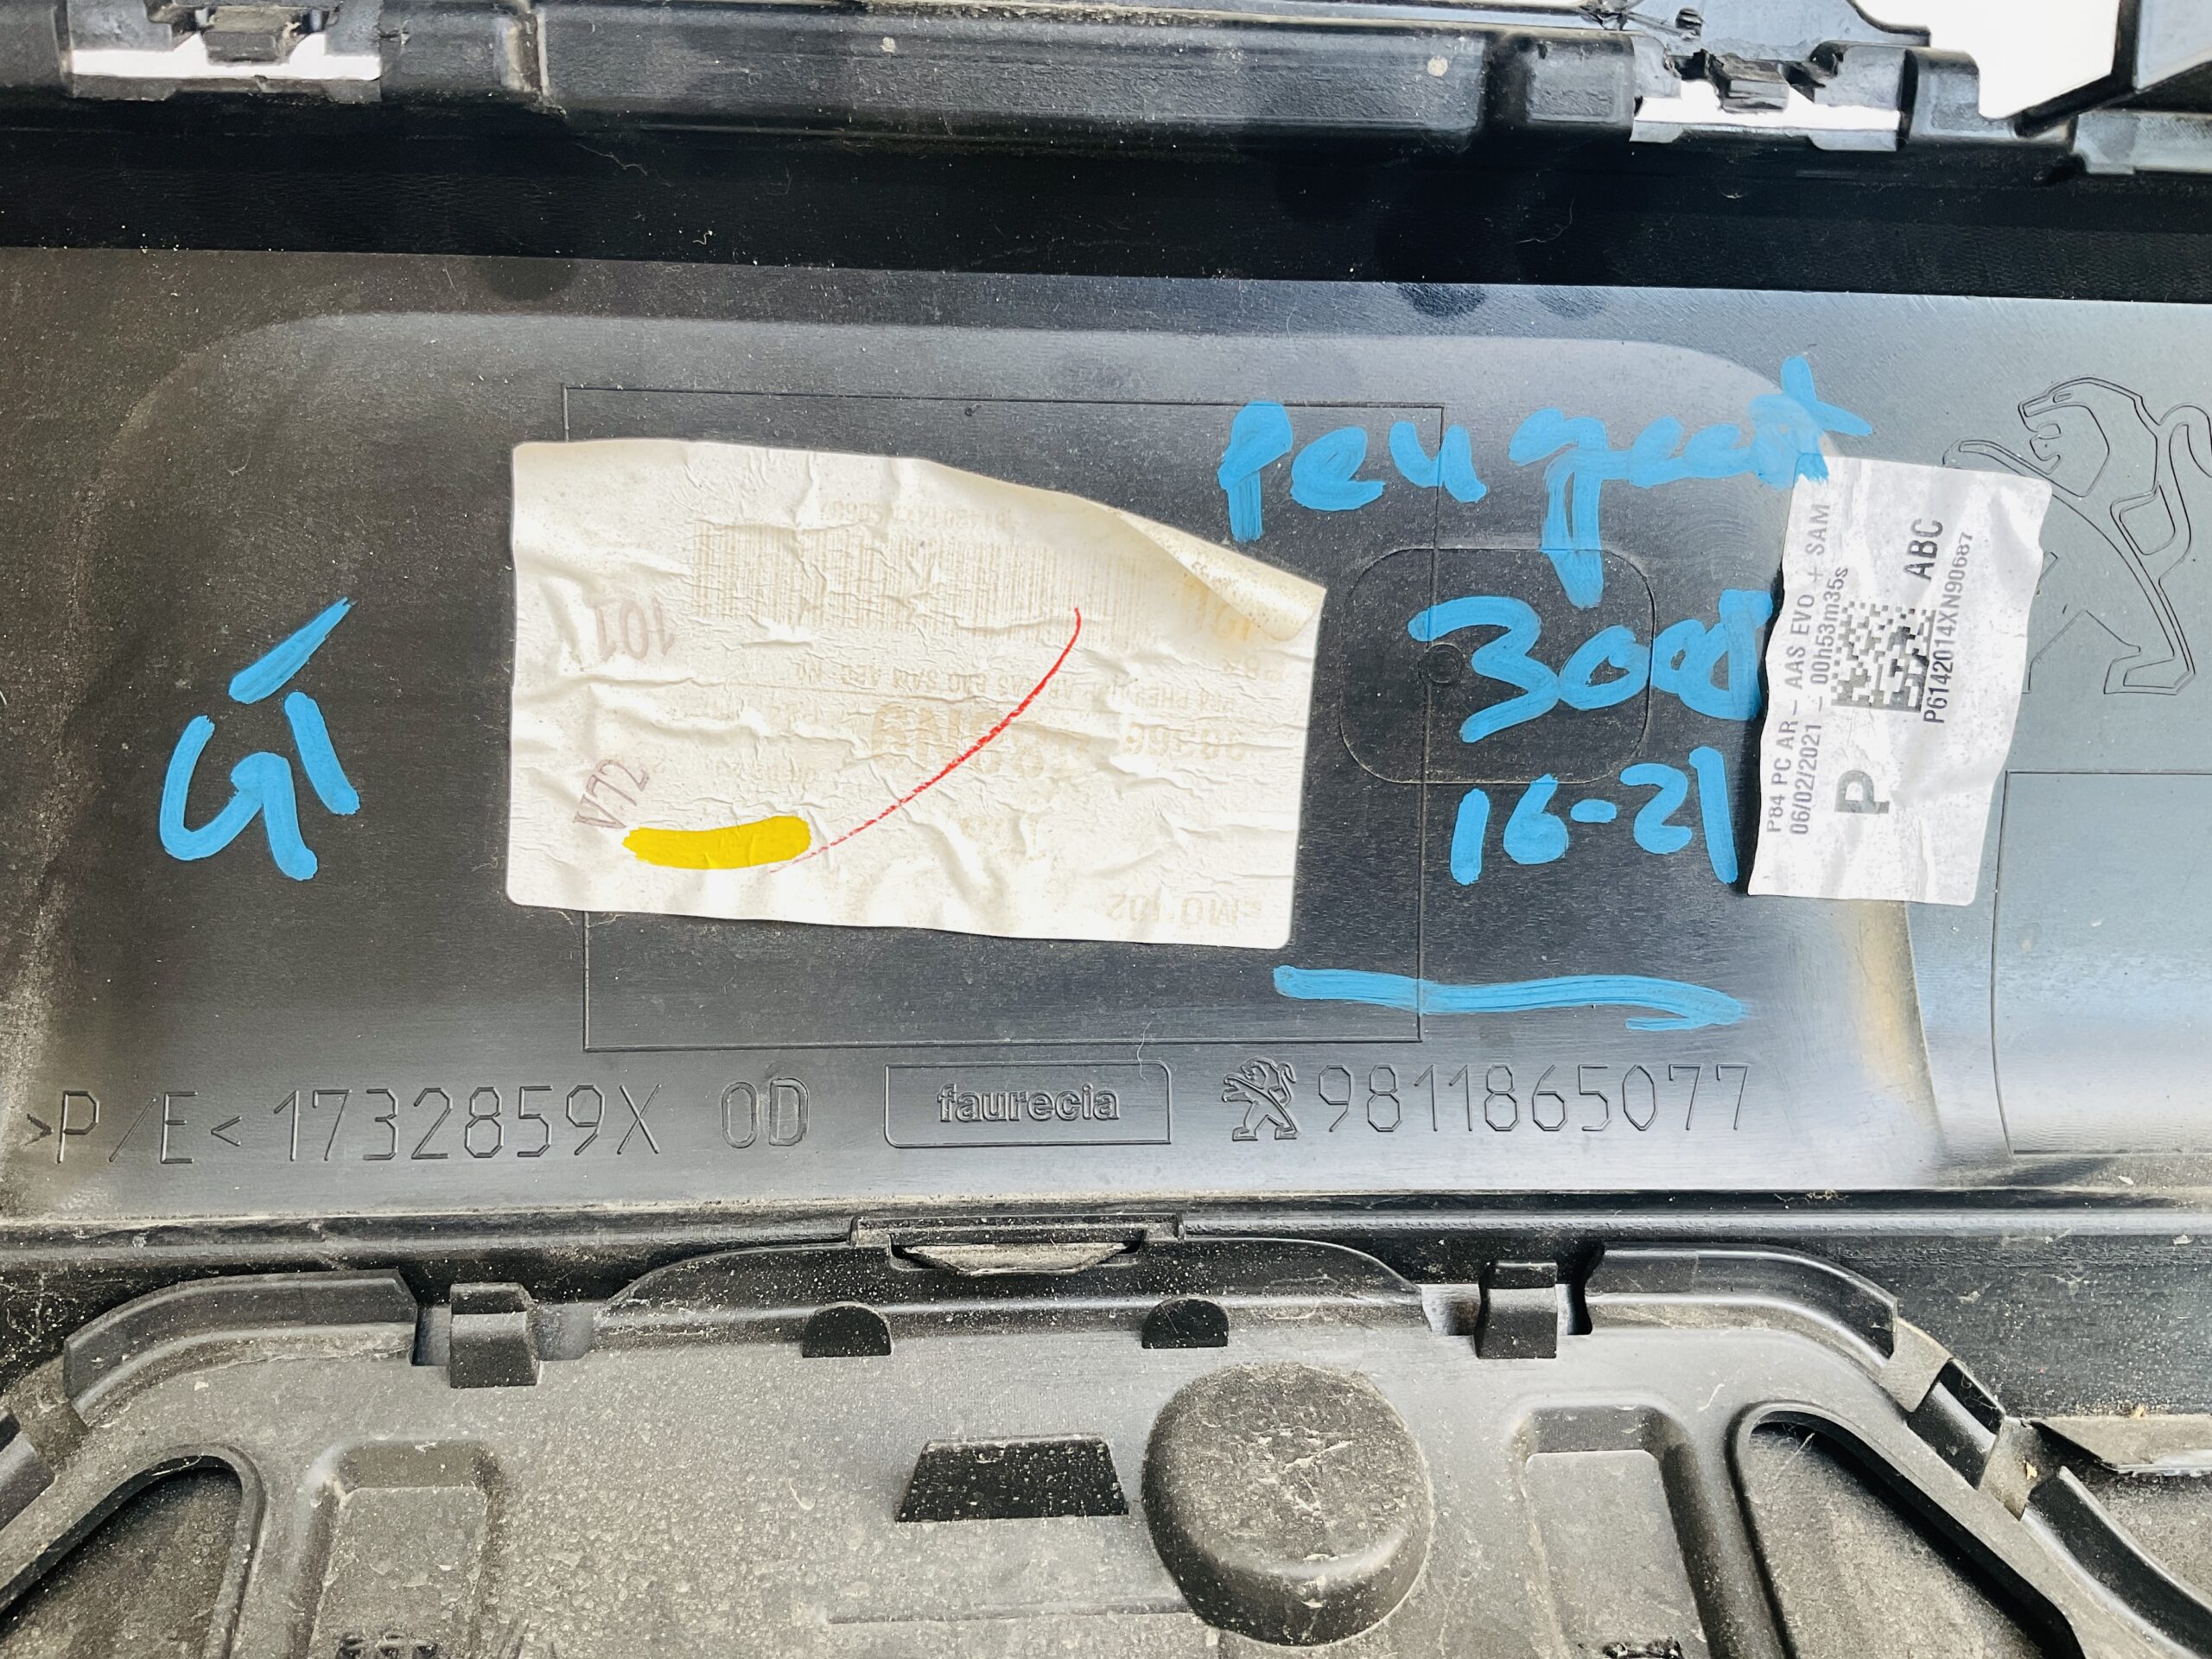 Peugeot
3008
16-21
GT
P84 PC AR - AAS EVO + SAM
06/02/2021 - 00h53m35s
P
ABC
P6142014XN90687
101
V.72
>P/E< 1732859X 0D
faurecia
9811865077